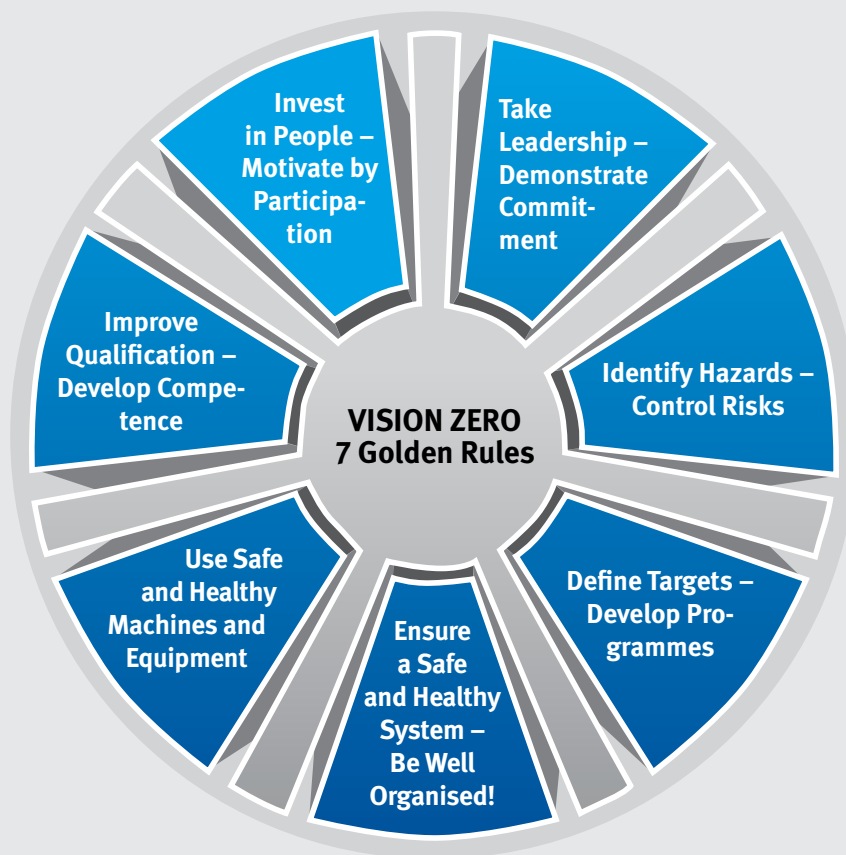 VISION ZERO
7 Golden Rules
Take
Leadership –
Demonstrate
Commit-
ment
Identify Hazards –
Control Risks
Define Targets –
Develop Pro-
grammes
Ensure
a Safe
and Healthy
System –
Be Well
Organised!
Use Safe
and Healthy
Machines and
Equipment
Improve
Qualification –
Develop Compe-
tence
Invest
in People –
Motivate by
Participa-
tion